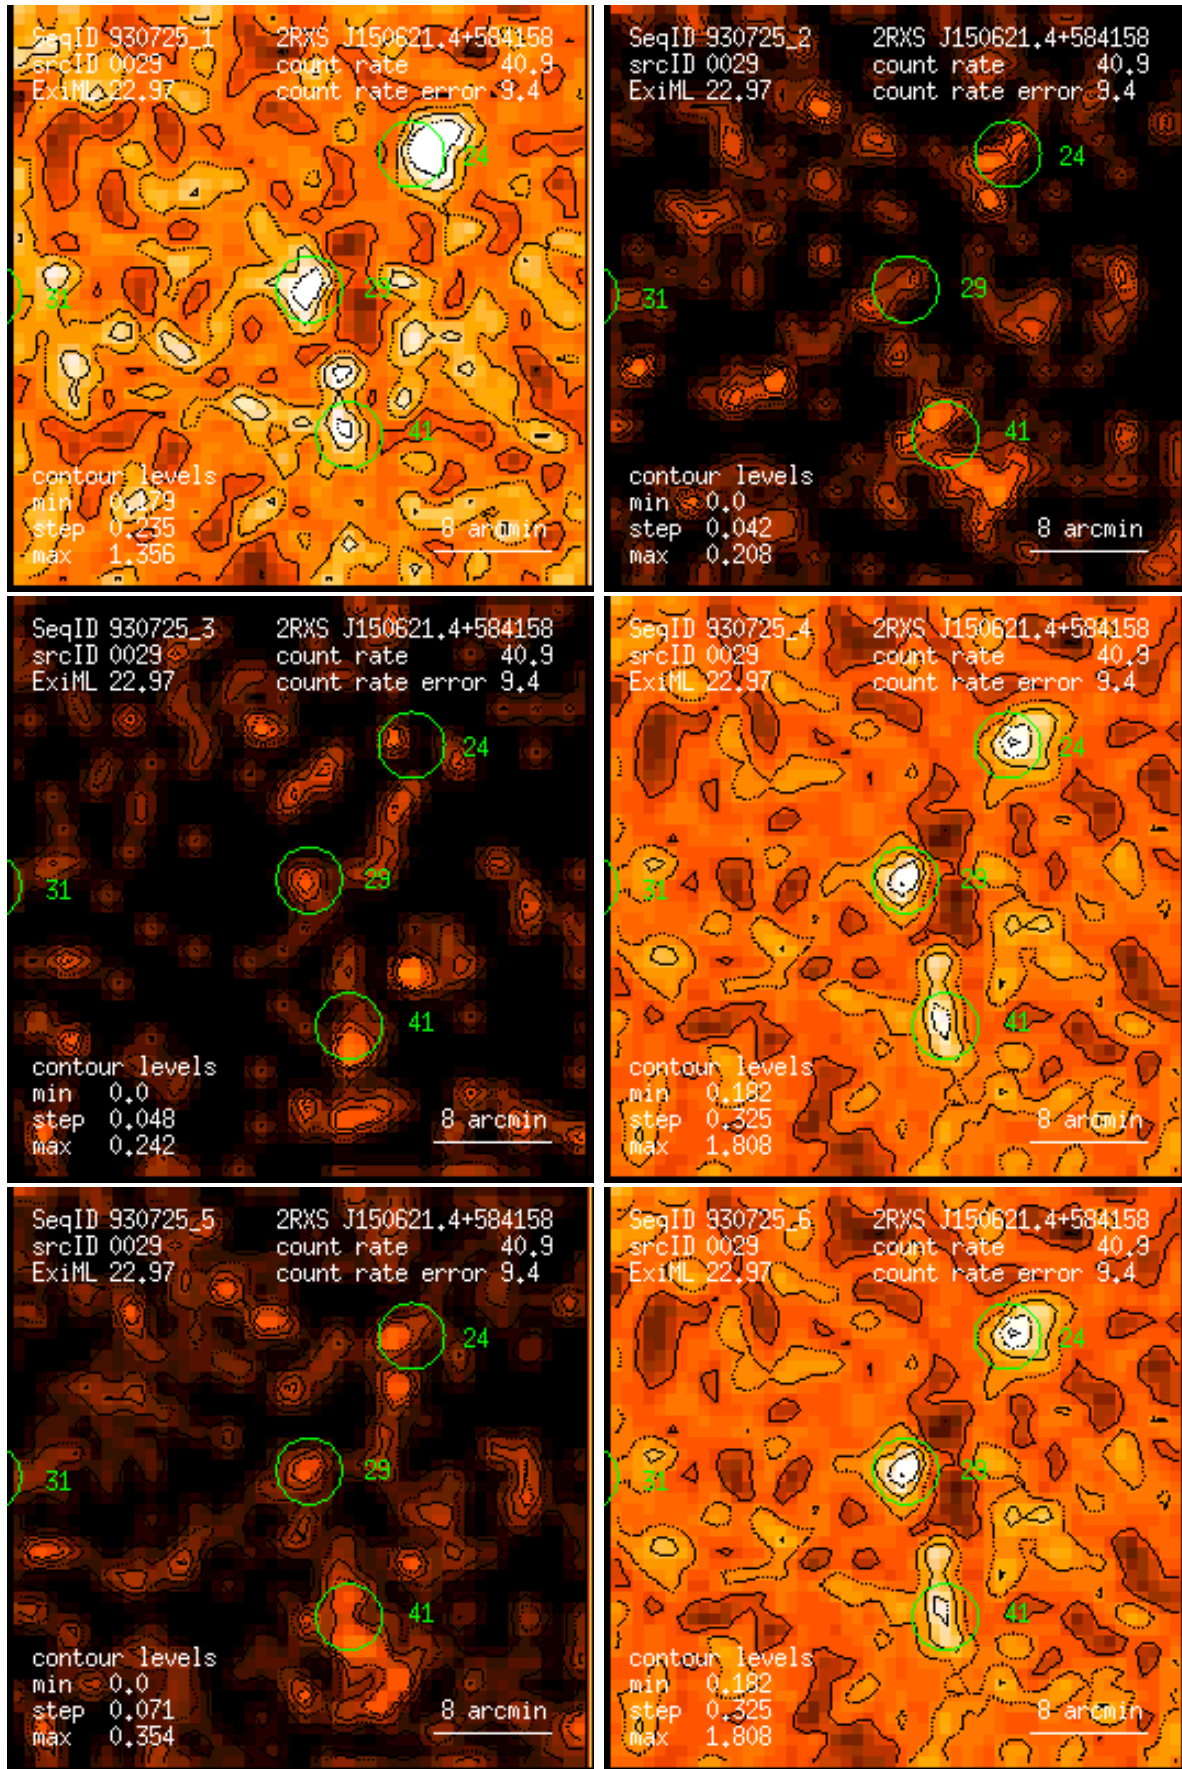 SeqID 930725_1 2RXS J150621.4+584158
srcID 0029 count rate 40.9
ExiML 22.97 count rate error 9.4
24
29
31
41
contour levels
min 0.179
step 0.235 8 arcmin
max 1.356
SeqID 930725_2 2RXS J150621.4+584158
srcID 0029 count rate 40.9
ExiML 22.97 count rate error 9.4
24
29
31
41
contour levels
min 0.0
step 0.042 8 arcmin
max 0.208
SeqID 930725_3 2RXS J150621.4+584158
srcID 0029 count rate 40.9
ExiML 22.97 count rate error 9.4
24
29
31
41
contour levels
min 0.0
step 0.048 8 arcmin
max 0.242
SeqID 930725_4 2RXS J150621.4+584158
srcID 0029 count rate 40.9
ExiML 22.97 count rate error 9.4
24
29
31
41
contour levels
min 0.182
step 0.325 8 arcmin
max 1.808
SeqID 930725_5 2RXS J150621.4+584158
srcID 0029 count rate 40.9
ExiML 22.97 count rate error 9.4
24
29
31
41
contour levels
min 0.0
step 0.071 8 arcmin
max 0.354
SeqID 930725_6 2RXS J150621.4+584158
srcID 0029 count rate 40.9
ExiML 22.97 count rate error 9.4
24
29
31
41
contour levels
min 0.182
step 0.325 8 arcmin
max 1.808